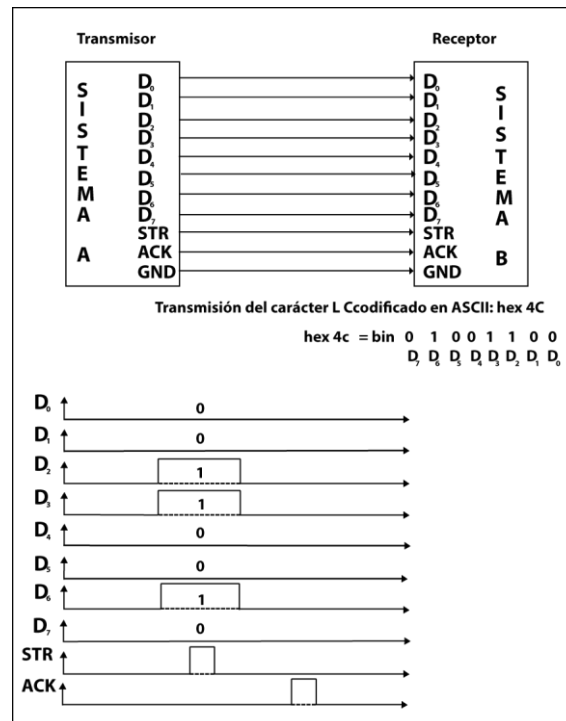 Transmisor Receptor
SISTEMA A
D₀ D₀
D₁ D₁
D₂ D₂
D₃ D₃
D₄ D₄
D₅ D₅
D₆ D₆
D₇ D₇
STR STR
ACK ACK
GND GND
SISTEMA B
Transmisión del carácter L Ccodificado en ASCII: hex 4C
hex 4c = bin 0 1 0 0 1 1 0 0
D₇ D₆ D₅ D₄ D₃ D₂ D₁ D₀
D₀ 0
D₁ 0
D₂ 1
D₃ 1
D₄ 0
D₅ 0
D₆ 1
D₇ 0
STR
ACK